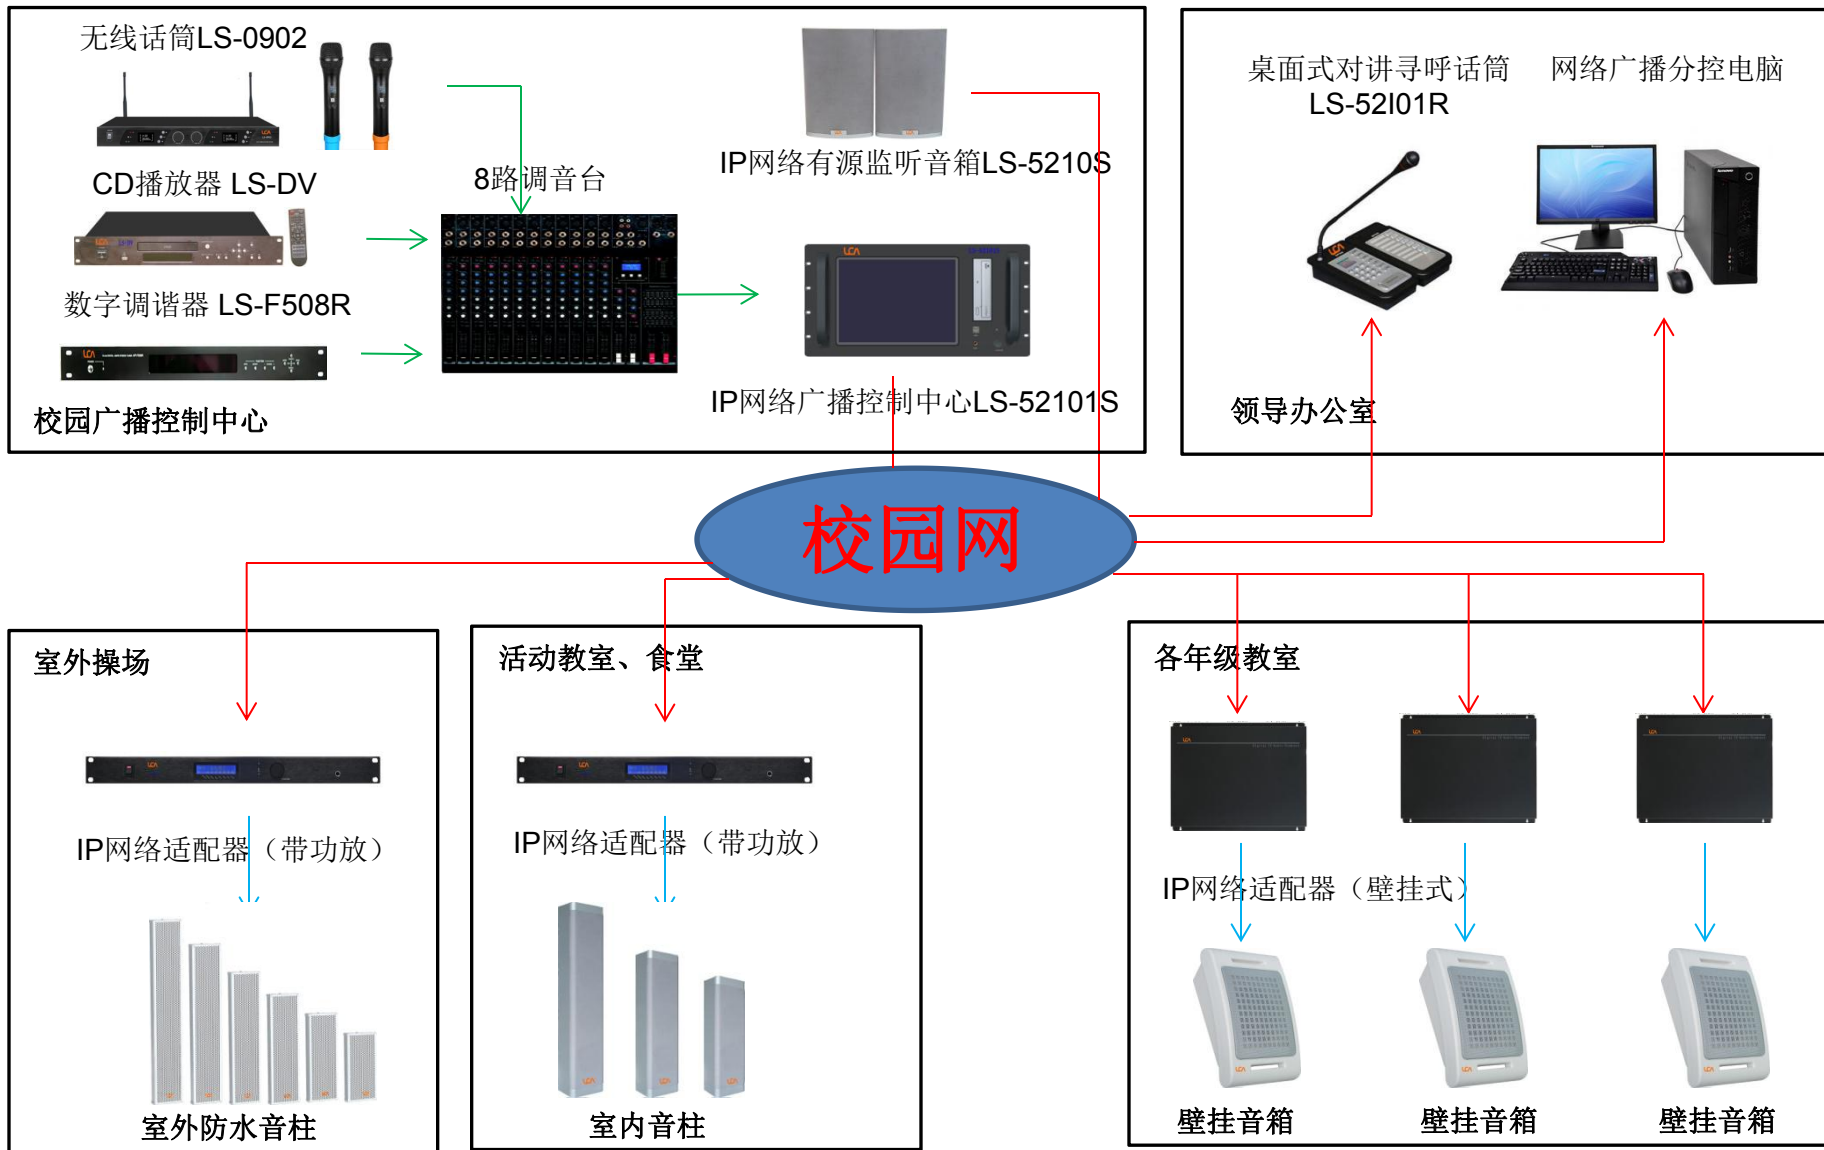 无线话筒LS-0902
CD播放器 LS-DV
数字调谐器 LS-F508R
8路调音台
IP网络有源监听音箱LS-5210S
IP网络广播控制中心LS-52101S
校园广播控制中心
桌面式对讲寻呼话筒
LS-52I01R
网络广播分控电脑
领导办公室
校园网
室外操场
IP网络适配器（带功放）
室外防水音柱
活动教室、食堂
IP网络适配器（带功放）
室内音柱
各年级教室
IP网络适配器（壁挂式）
壁挂音箱
壁挂音箱
壁挂音箱